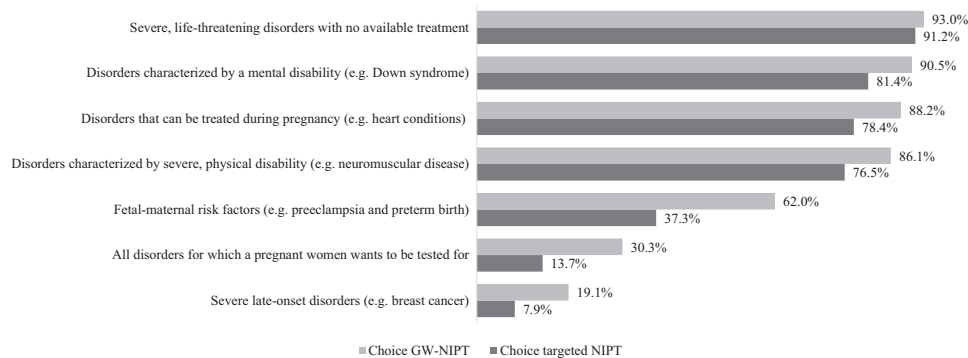 Severe, life-threatening disorders with no available treatment
93.0%
91.2%
Disorders characterized by a mental disability (e.g. Down syndrome)
90.5%
81.4%
Disorders that can be treated during pregnancy (e.g. heart conditions)
88.2%
78.4%
Disorders characterized by severe, physical disability (e.g. neuromuscular disease)
86.1%
76.5%
Fetal-maternal risk factors (e.g. preeclampsia and preterm birth)
62.0%
37.3%
All disorders for which a pregnant women wants to be tested for
30.3%
13.7%
Severe late-onset disorders (e.g. breast cancer)
19.1%
7.9%
Choice GW-NIPT Choice targeted NIPT